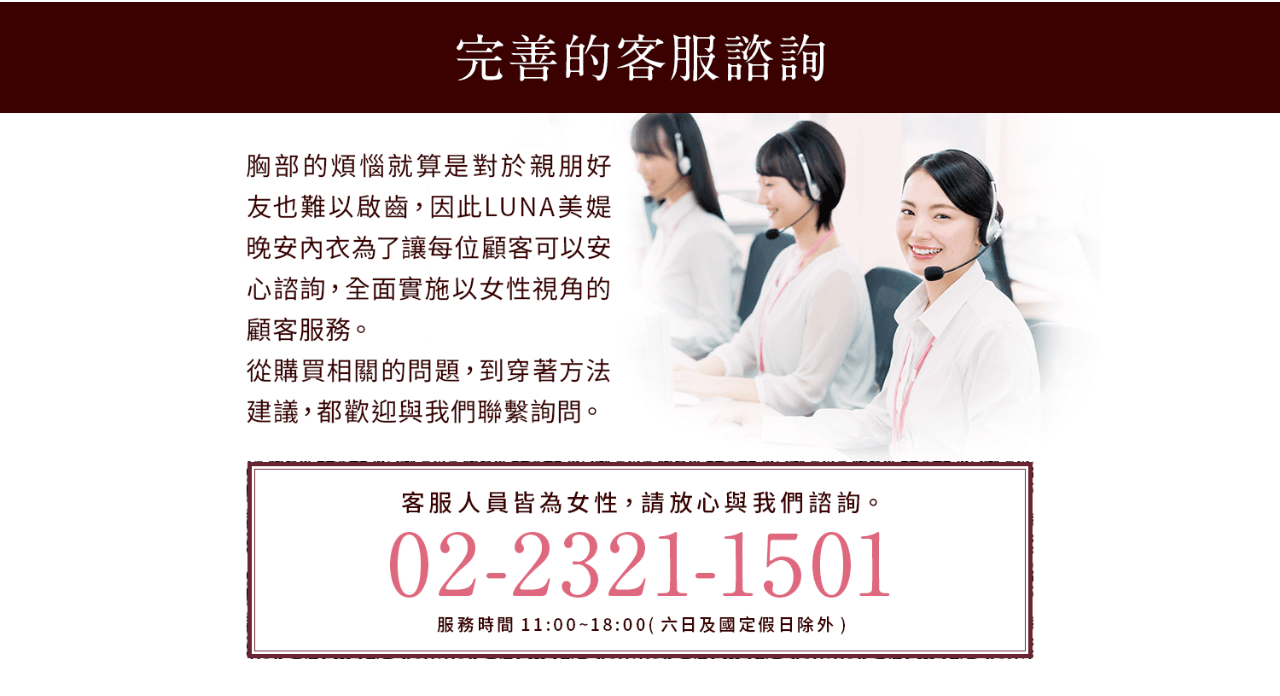 完善的客服諮詢
胸部的煩惱就算是對於親朋好
友也難以啟齒，因此LUNA美媞
晚安內衣為了讓每位顧客可以安
心諮詢，全面實施以女性視角的
顧客服務。
從購買相關的問題，到穿著方法
建議，都歡迎與我們聯繫詢問。
客服人員皆為女性，請放心與我們諮詢。
02-2321-1501
服務時間 11:00~18:00( 六日及國定假日除外 )